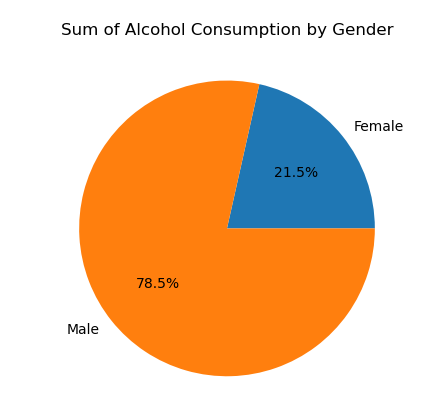 Sum of Alcohol Consumption by Gender
Female
21.5%
78.5%
Male